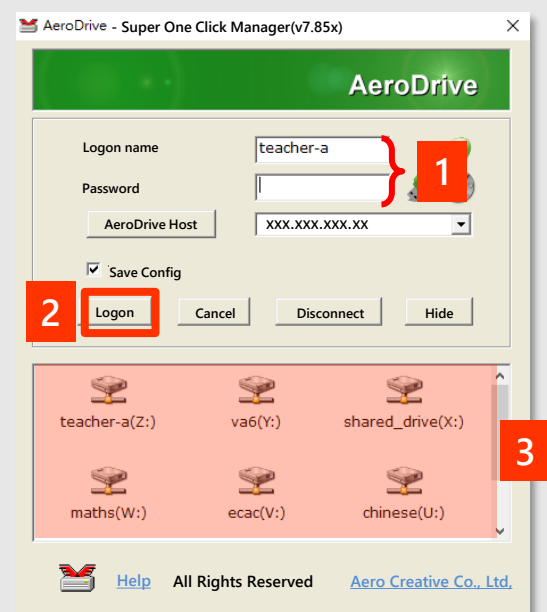 AeroDrive - Super One Click Manager(v7.85x)
AeroDrive
Logon name teacher-a
1
Password
AeroDrive Host xxx.xxx.xxx.xx
Save Config
2 Logon Cancel Disconnect Hide
teacher-a(Z:) va6(Y:) shared_drive(X:)
3
maths(W:) ecac(V:) chinese(U:)
Help All Rights Reserved Aero Creative Co., Ltd,